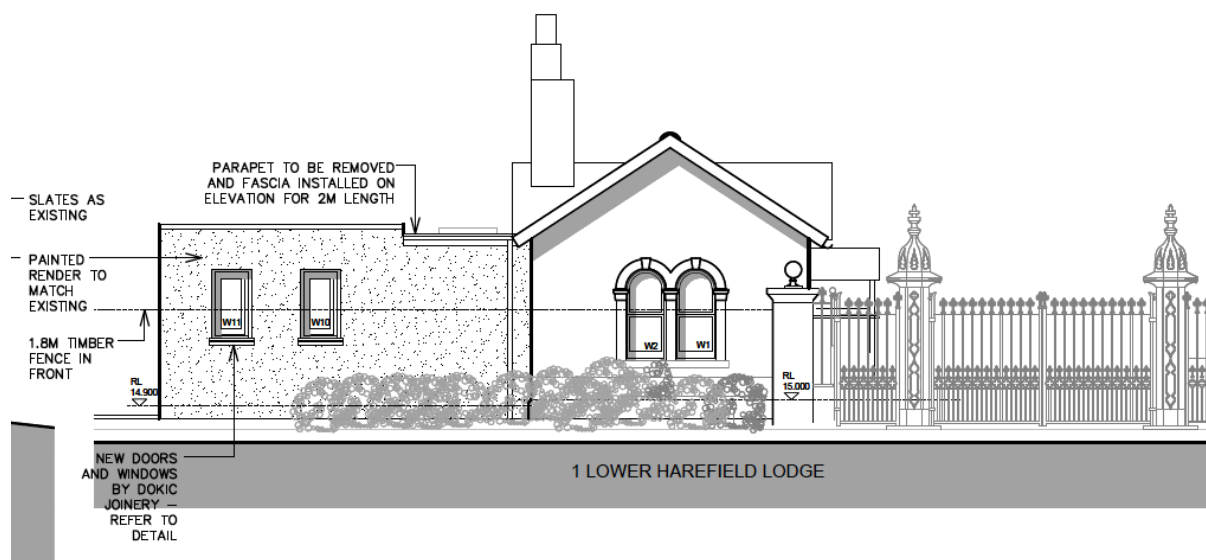 PARAPET TO BE REMOVED
AND FASCIA INSTALLED ON
ELEVATION FOR 2M LENGTH
SLATES AS
EXISTING
PAINTED
RENDER TO
MATCH
EXISTING
1.8M TIMBER
FENCE IN
FRONT
W11
W10
W2
W1
RL
14.900
RL
15.000
NEW DOORS
AND WINDOWS
BY DOKIC
JOINERY –
REFER TO
DETAIL
1 LOWER HAREFIELD LODGE